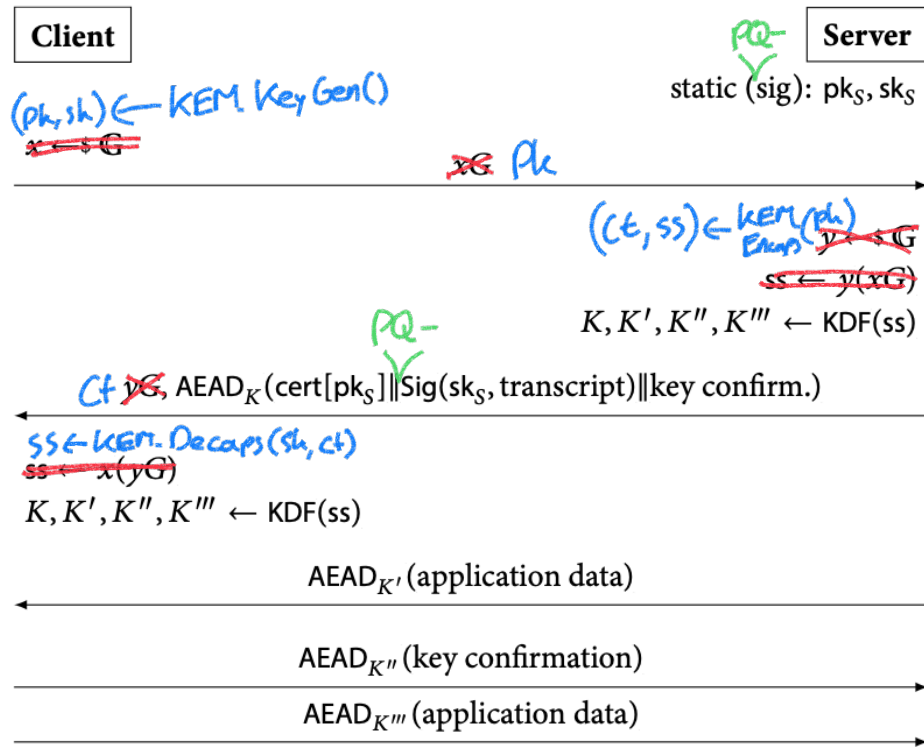 Client
Server
PQ-
static (sig): pk_S, sk_S
(pk, sk) ← KEM.KeyGen()
x ←$ G
xG pk
(ct, ss) ← KEM.Encaps(pk)
y ←$ G
ss ← y(xG)
K, K′, K″, K‴ ← KDF(ss)
PQ-
ct yG, AEAD_K(cert[pk_S]‖Sig(sk_S, transcript)‖key confirm.)
ss ← KEM.Decaps(sk, ct)
ss ← x(yG)
K, K′, K″, K‴ ← KDF(ss)
AEAD_K′(application data)
AEAD_K″(key confirmation)
AEAD_K‴(application data)